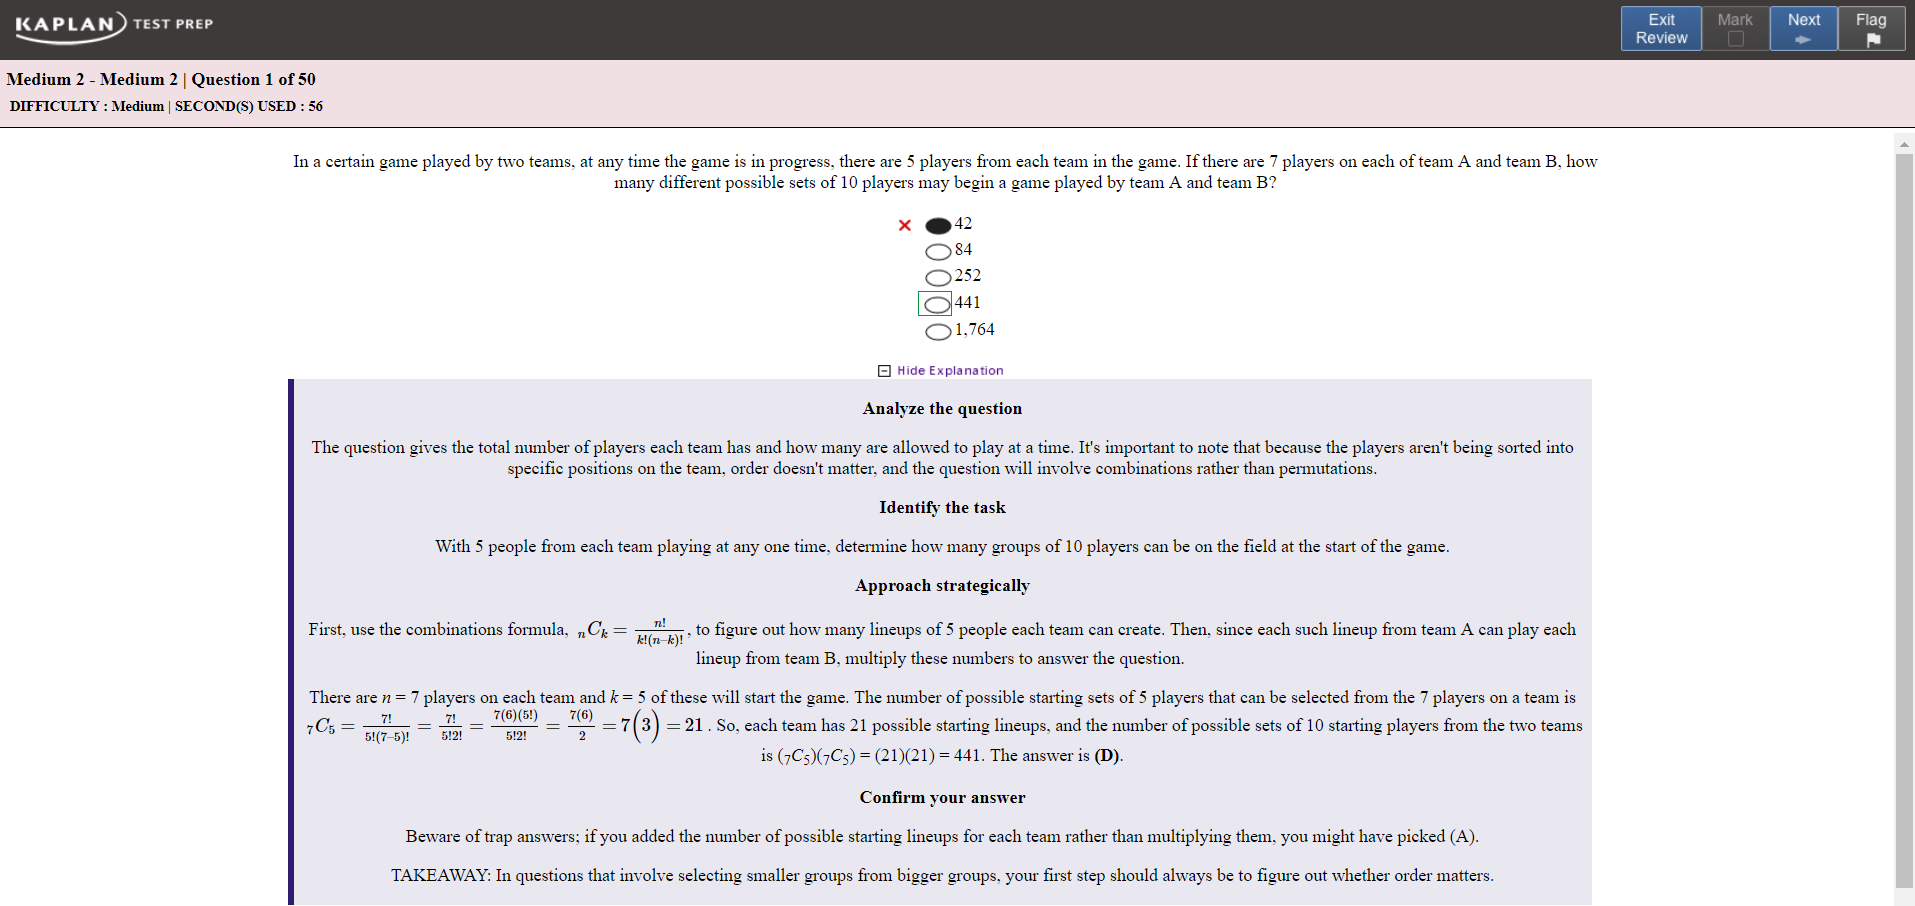 KAPLAN TEST PREP
Exit Review
Mark
Next
Flag
Medium 2 - Medium 2 | Question 1 of 50
DIFFICULTY : Medium | SECOND(S) USED : 56
In a certain game played by two teams, at any time the game is in progress, there are 5 players from each team in the game. If there are 7 players on each of team A and team B, how
many different possible sets of 10 players may begin a game played by team A and team B?
42
84
252
441
1,764
Hide Explanation
Analyze the question
The question gives the total number of players each team has and how many are allowed to play at a time. It's important to note that because the players aren't being sorted into
specific positions on the team, order doesn't matter, and the question will involve combinations rather than permutations.
Identify the task
With 5 people from each team playing at any one time, determine how many groups of 10 players can be on the field at the start of the game.
Approach strategically
First, use the combinations formula, nCk = n!/k!(n–k)!, to figure out how many lineups of 5 people each team can create. Then, since each such lineup from team A can play each
lineup from team B, multiply these numbers to answer the question.
There are n = 7 players on each team and k = 5 of these will start the game. The number of possible starting sets of 5 players that can be selected from the 7 players on a team is
7C5 = 7!/5!(7–5)! = 7!/5!2! = 7(6)(5!)/5!2! = 7(6)/2 = 7(3) = 21 . So, each team has 21 possible starting lineups, and the number of possible sets of 10 starting players from the two teams
is (7C5)(7C5) = (21)(21) = 441. The answer is (D).
Confirm your answer
Beware of trap answers; if you added the number of possible starting lineups for each team rather than multiplying them, you might have picked (A).
TAKEAWAY: In questions that involve selecting smaller groups from bigger groups, your first step should always be to figure out whether order matters.